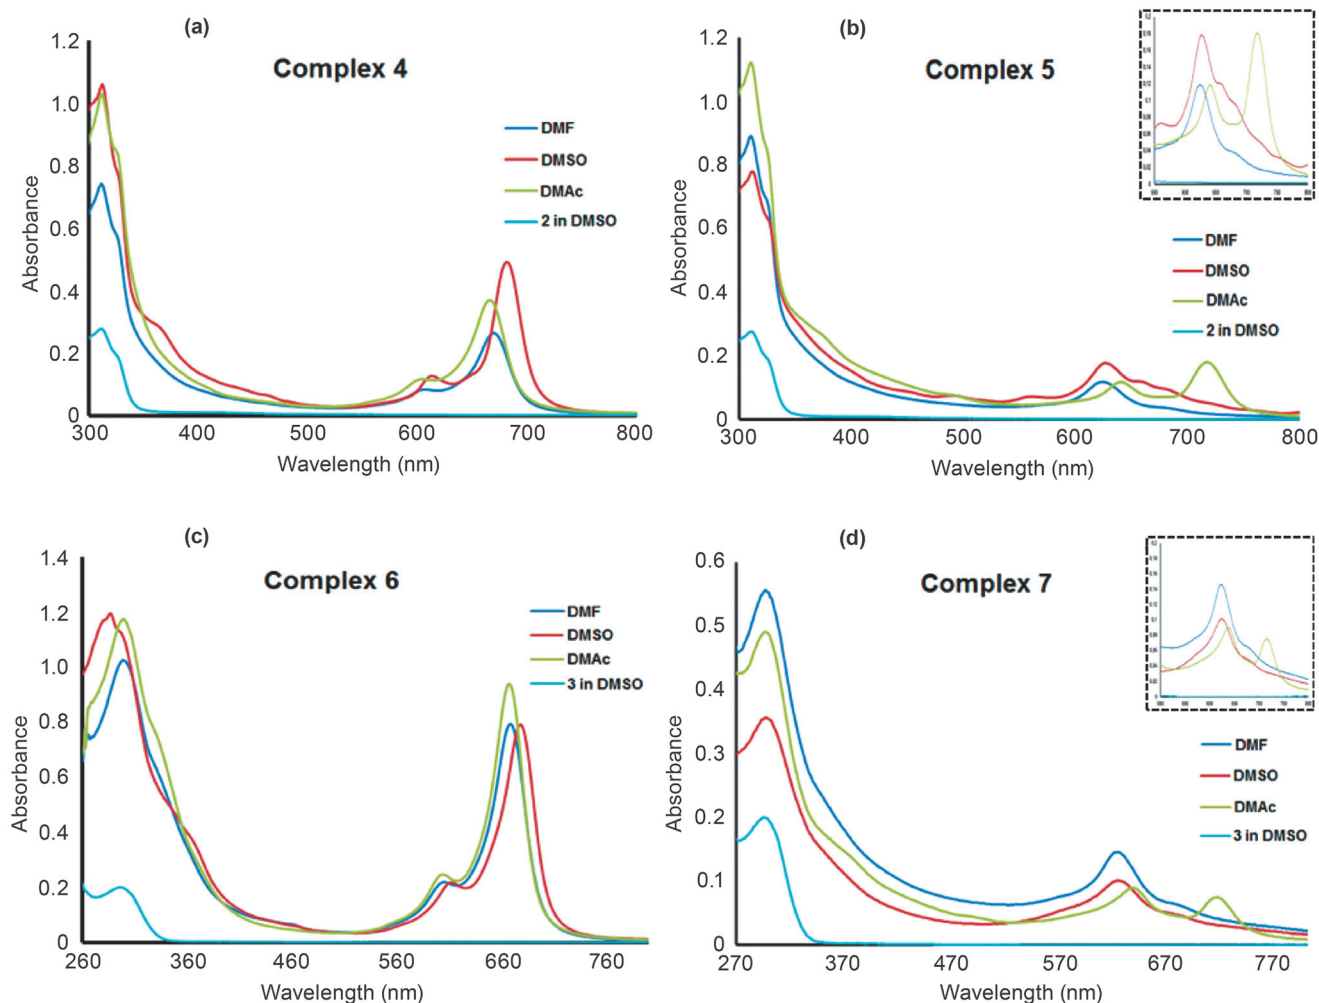 (a)
Complex 4
1.2
1.0
0.8
0.6
0.4
0.2
0
Absorbance
DMF
DMSO
DMAc
2 in DMSO
300 400 500 600 700 800
Wavelength (nm)
(b)
Complex 5
1.2
1.0
0.8
0.6
0.4
0.2
0
Absorbance
DMF
DMSO
DMAc
2 in DMSO
300 400 500 600 700 800
Wavelength (nm)
(c)
Complex 6
1.4
1.2
1.0
0.8
0.6
0.4
0.2
0
Absorbance
DMF
DMSO
DMAc
3 in DMSO
260 360 460 560 660 760
Wavelength (nm)
(d)
Complex 7
0.6
0.5
0.4
0.3
0.2
0.1
0
Absorbance
DMF
DMSO
DMAc
3 in DMSO
270 370 470 570 670 770
Wavelength (nm)